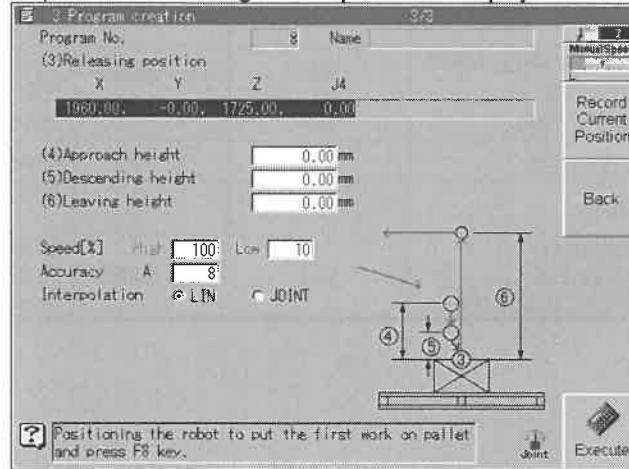 3 Program creation 3/3
Program No. 8 Name
(3)Releasing position
X Y Z J4
1960.00, -0.00, 1725.00, 0.00
(4)Approach height 0.00 mm
(5)Descending height 0.00 mm
(6)Leaving height 0.00 mm
Speed[%] High 100 Low 10
Accuracy A 8
Interpolation LIN JOINT
④ ⑤ ③ ⑥
Manual Speed
Record
Current
Position
Back
Positioning the robot to put the first work on pallet
and press F8 key.
Joint
Execute